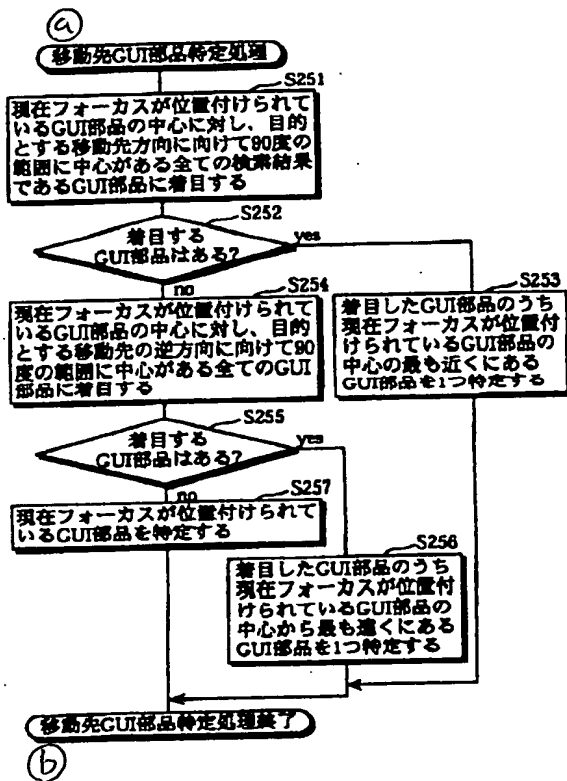 a
移動先GUI部品特定処理
S251
現在フォーカスが位置付けられて
いるGUI部品の中心に対し、目的
とする移動先方向に向けて90度の
範囲に中心がある全ての検索結果
であるGUI部品に着目する
S252
着目する
GUI部品はある?
yes
no
S253
着目したGUI部品のうち
現在フォーカスが位置付
けられているGUI部品の
中心の最も近くにある
GUI部品を1つ特定する
S254
現在フォーカスが位置付けられて
いるGUI部品の中心に対し、目的
とする移動先の逆方向に向けて90
度の範囲に中心がある全てのGUI
部品に着目する
S255
着目する
GUI部品はある?
yes
no
S257
現在フォーカスが位置付けられて
いるGUI部品を特定する
S256
着目したGUI部品のうち
現在フォーカスが位置付
けられているGUI部品の
中心から最も遠くにある
GUI部品を1つ特定する
移動先GUI部品特定処理終了
b